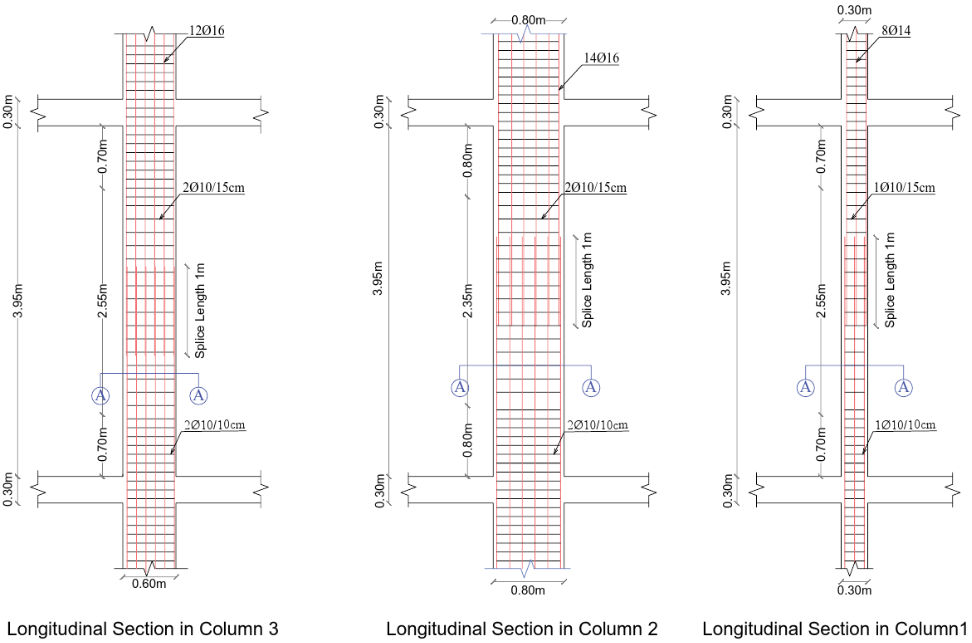 12Ø16
0.30m
0.70m
2Ø10/15cm
3.95m
2.55m
Splice Length 1m
A
A
0.70m
2Ø10/10cm
0.30m
0.60m
Longitudinal Section in Column 3
0.80m
14Ø16
0.30m
0.80m
2Ø10/15cm
3.95m
2.35m
Splice Length 1m
A
A
0.80m
2Ø10/10cm
0.30m
0.80m
Longitudinal Section in Column 2
0.30m
8Ø14
0.30m
0.70m
1Ø10/15cm
3.95m
2.55m
Splice Length 1m
A
A
0.70m
1Ø10/10cm
0.30m
0.30m
Longitudinal Section in Column1